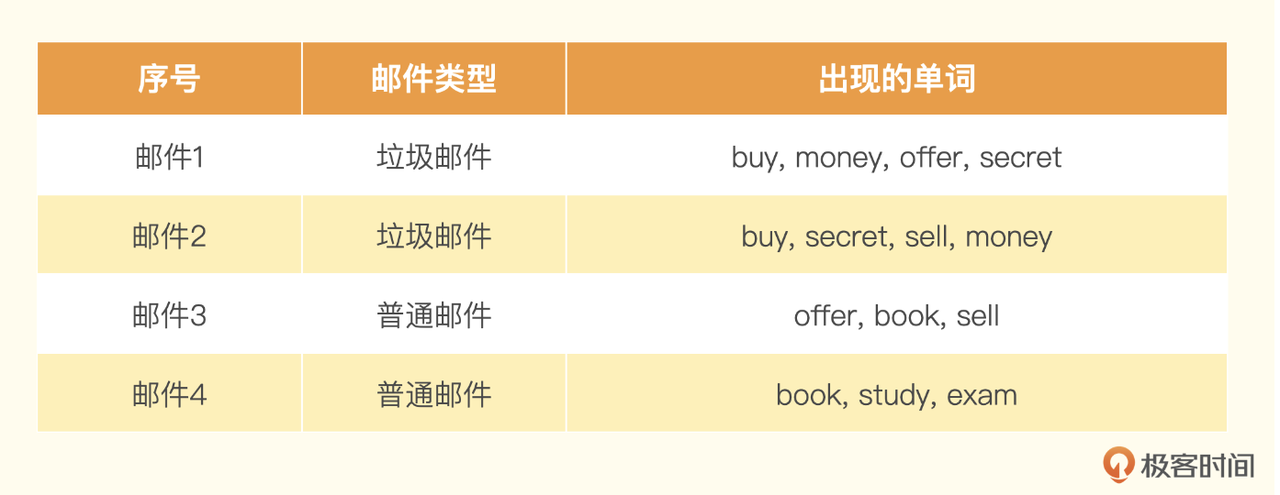 序号 邮件类型 出现的单词
邮件1 垃圾邮件 buy, money, offer, secret
邮件2 垃圾邮件 buy, secret, sell, money
邮件3 普通邮件 offer, book, sell
邮件4 普通邮件 book, study, exam
极客时间